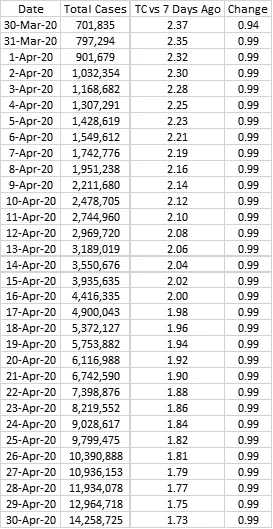 Date Total Cases TC vs 7 Days Ago Change
30-Mar-20 701,835 2.37 0.94
31-Mar-20 797,294 2.35 0.99
1-Apr-20 901,679 2.32 0.99
2-Apr-20 1,032,354 2.30 0.99
3-Apr-20 1,168,682 2.28 0.99
4-Apr-20 1,307,291 2.25 0.99
5-Apr-20 1,428,619 2.23 0.99
6-Apr-20 1,549,612 2.21 0.99
7-Apr-20 1,742,776 2.19 0.99
8-Apr-20 1,951,238 2.16 0.99
9-Apr-20 2,211,680 2.14 0.99
10-Apr-20 2,478,705 2.12 0.99
11-Apr-20 2,744,960 2.10 0.99
12-Apr-20 2,969,720 2.08 0.99
13-Apr-20 3,189,019 2.06 0.99
14-Apr-20 3,550,676 2.04 0.99
15-Apr-20 3,935,635 2.02 0.99
16-Apr-20 4,416,335 2.00 0.99
17-Apr-20 4,900,043 1.98 0.99
18-Apr-20 5,372,127 1.96 0.99
19-Apr-20 5,753,882 1.94 0.99
20-Apr-20 6,116,988 1.92 0.99
21-Apr-20 6,742,590 1.90 0.99
22-Apr-20 7,398,876 1.88 0.99
23-Apr-20 8,219,552 1.86 0.99
24-Apr-20 9,028,617 1.84 0.99
25-Apr-20 9,799,475 1.82 0.99
26-Apr-20 10,390,888 1.81 0.99
27-Apr-20 10,936,153 1.79 0.99
28-Apr-20 11,934,078 1.77 0.99
29-Apr-20 12,964,718 1.75 0.99
30-Apr-20 14,258,725 1.73 0.99